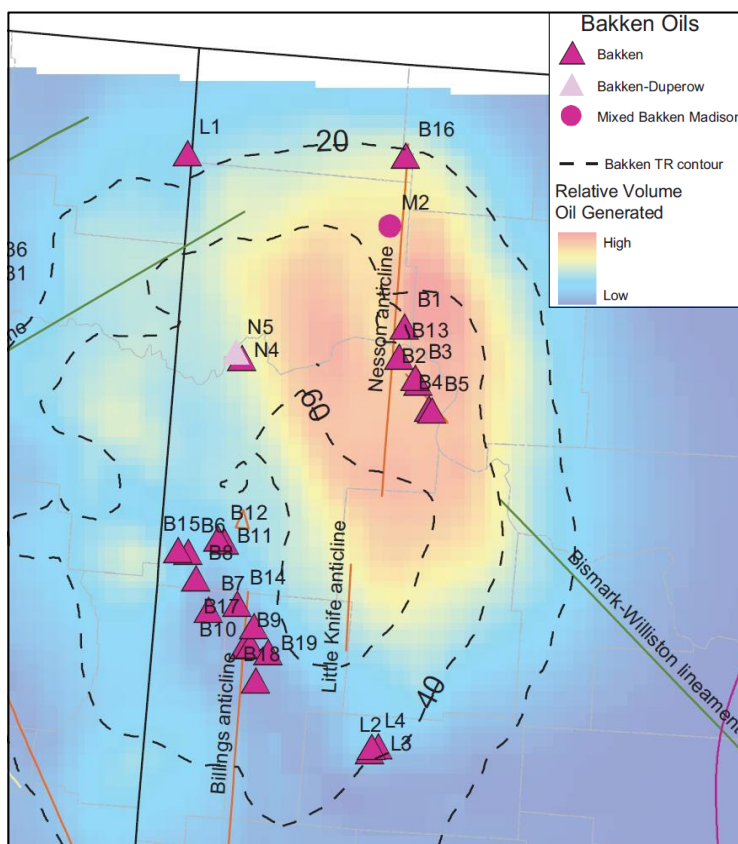 Bakken Oils
Bakken
Bakken-Duperow
Mixed Bakken Madison
Bakken TR contour
Relative Volume
Oil Generated
High
Low
L1
20
B16
M2
36
31
B1
B13
N5
N4
B2
B3
B4
B5
Nesson anticline
60
B12
B15
B6
B11
B8
B7
B14
B17
B10
B9
B19
B18
Little Knife anticline
Billings anticline
Bismark-Williston lineament
40
L2
L4
L3